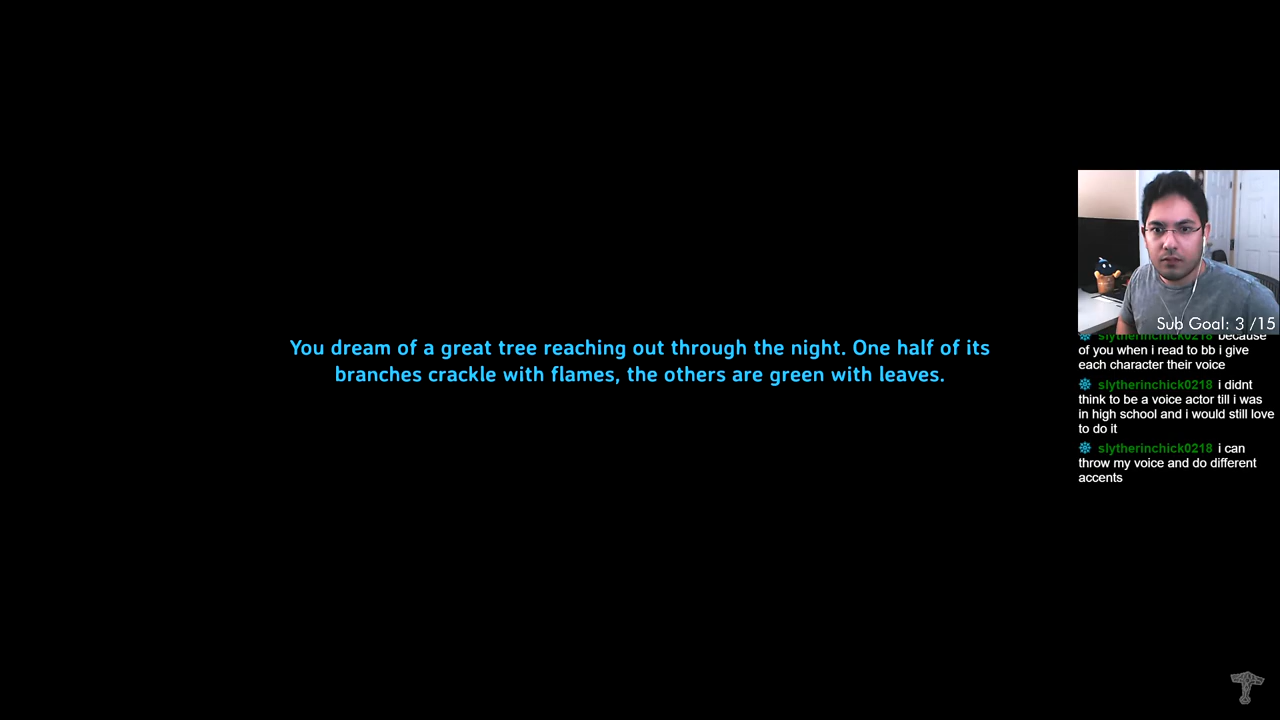 You dream of a great tree reaching out through the night. One half of its
branches crackle with flames, the others are green with leaves.
Sub Goal: 3 /15
slytherinchick0218 because
of you when i read to bb i give
each character their voice
slytherinchick0218 i didnt
think to be a voice actor till i was
in high school and i would still love
to do it
slytherinchick0218 i can
throw my voice and do different
accents